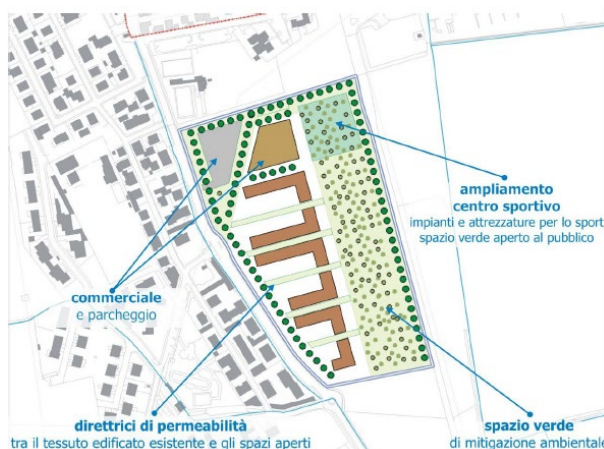 ampliamento
centro sportivo
impianti e attrezzature per lo sport
spazio verde aperto al pubblico
commerciale
e parcheggio
direttrici di permeabilità
tra il tessuto edificato esistente e gli spazi aperti
spazio verde
di mitigazione ambientale